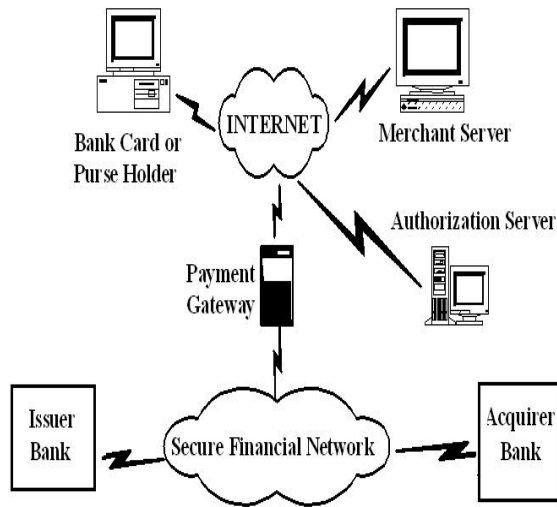 INTERNET
Bank Card or
Purse Holder
Merchant Server
Authorization Server
Payment
Gateway
Issuer
Bank
Secure Financial Network
Acquirer
Bank